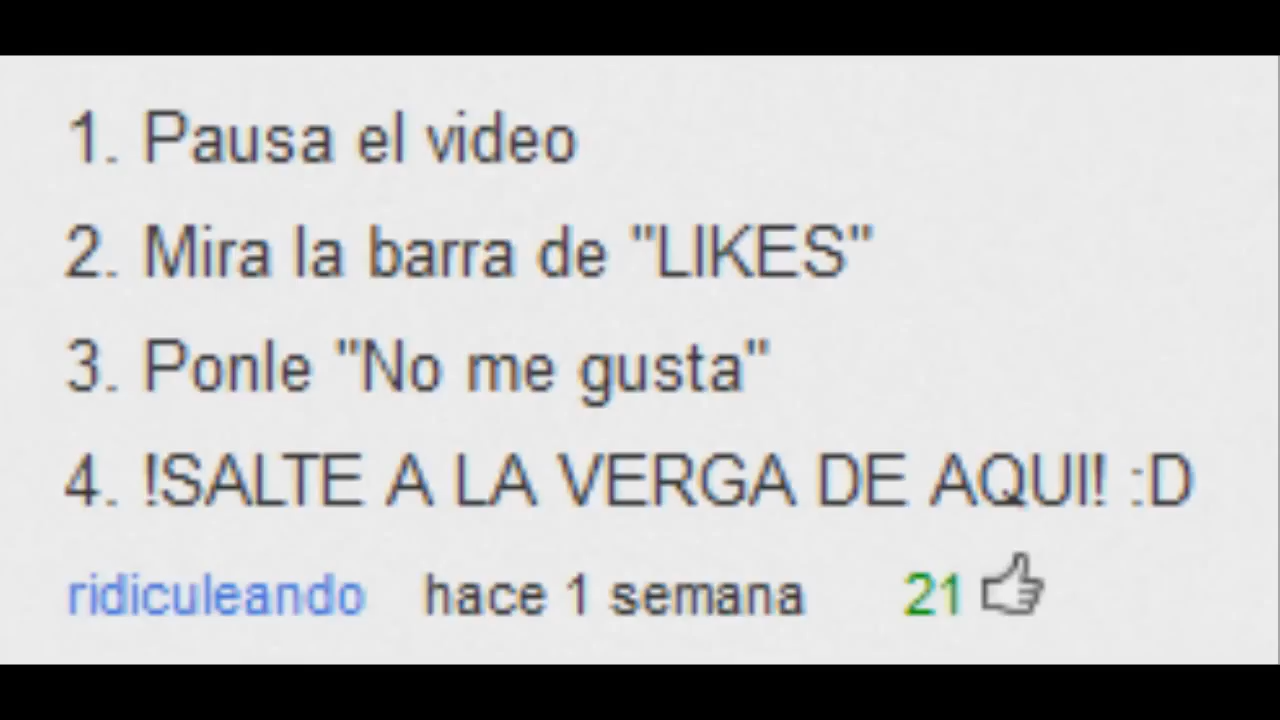 1. Pausa el video
2. Mira la barra de "LIKES"
3. Ponle "No me gusta"
4. !SALTE A LA VERGA DE AQUI! :D
ridiculeando hace 1 semana 21